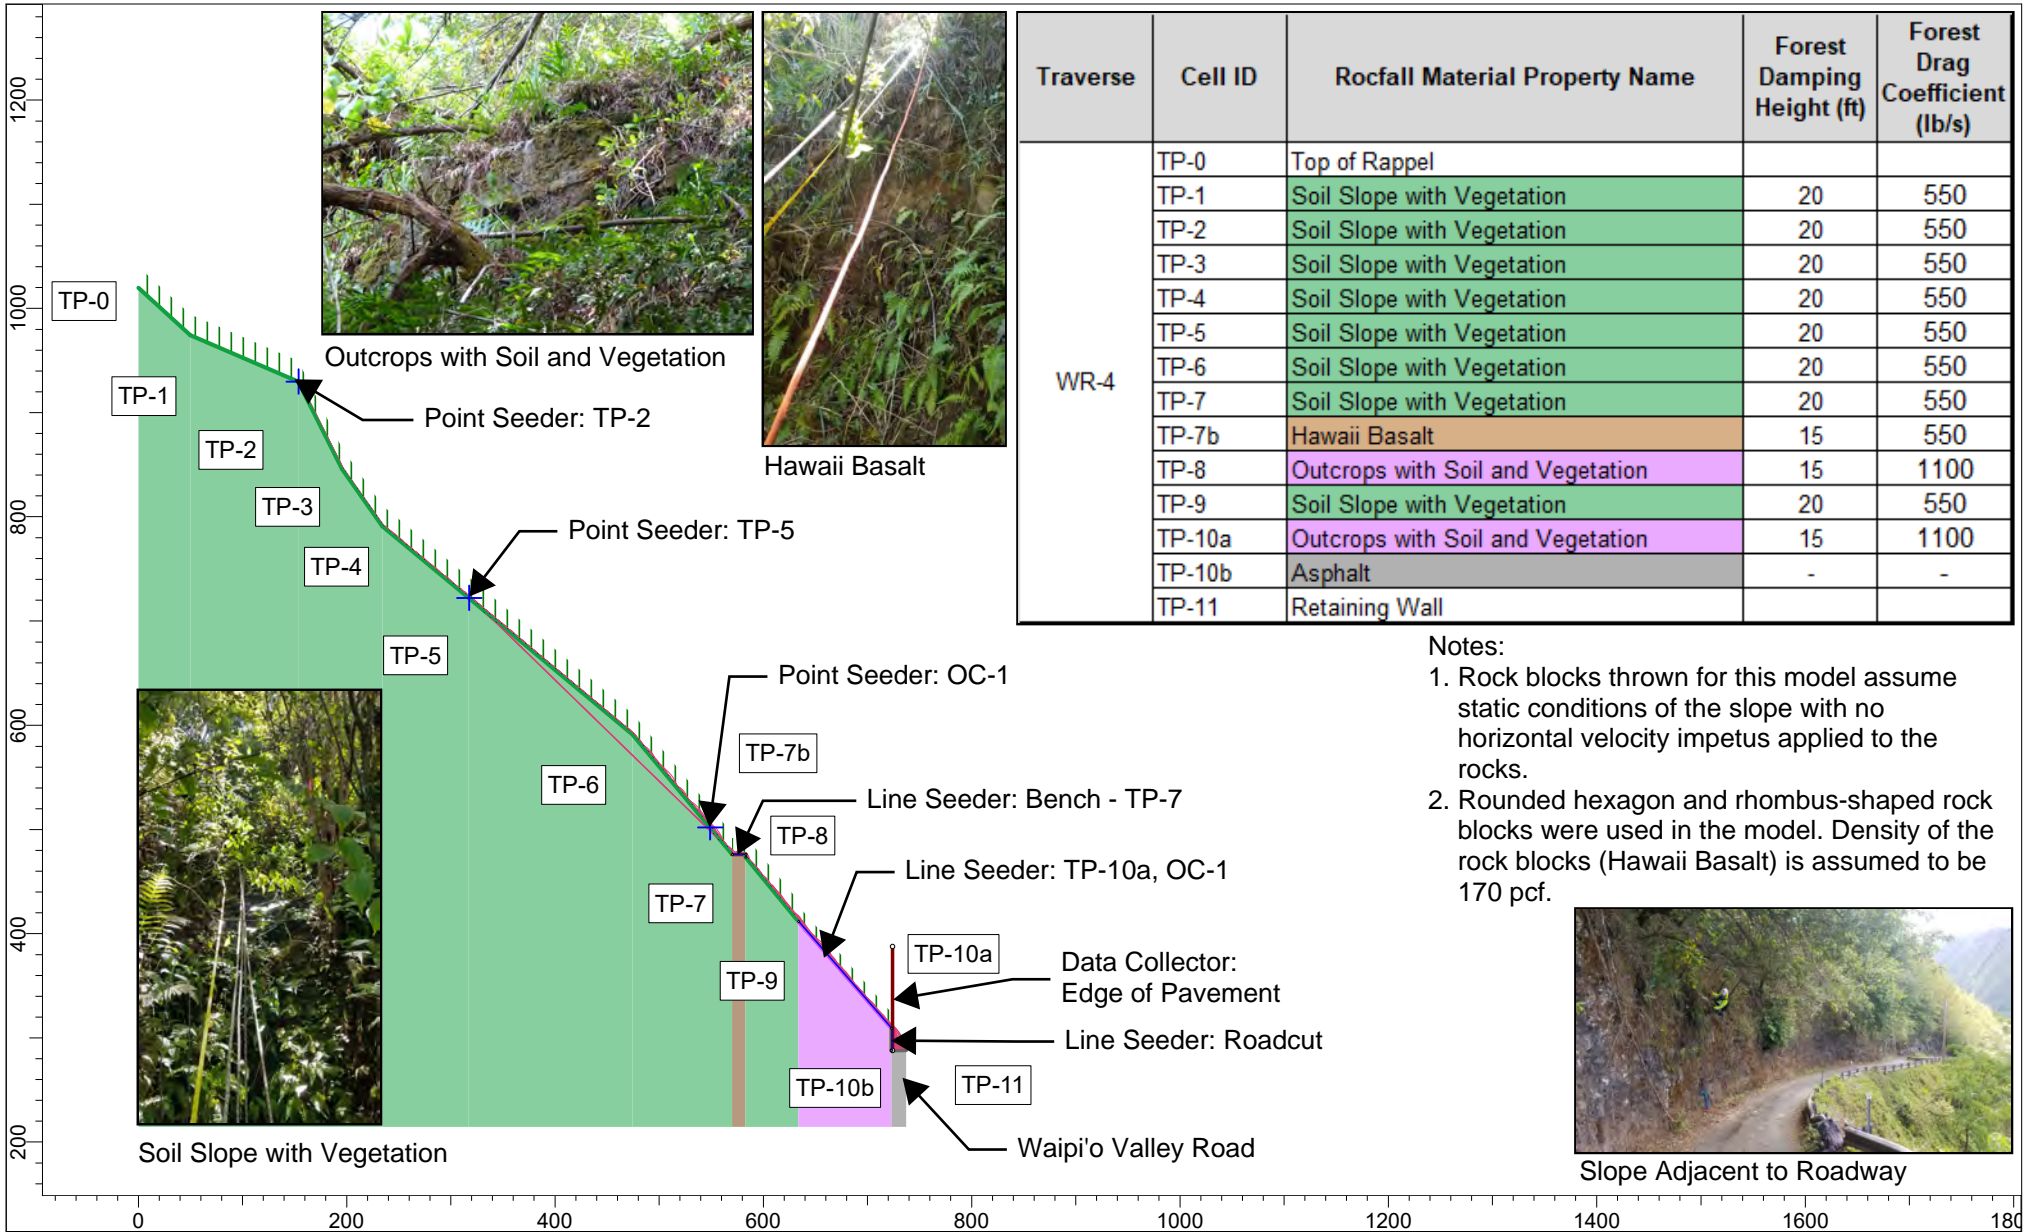 Traverse Cell ID Rocfall Material Property Name Forest Damping Height (ft) Forest Drag Coefficient (lb/s)
WR-4
TP-0 Top of Rappel
TP-1 Soil Slope with Vegetation 20 550
TP-2 Soil Slope with Vegetation 20 550
TP-3 Soil Slope with Vegetation 20 550
TP-4 Soil Slope with Vegetation 20 550
TP-5 Soil Slope with Vegetation 20 550
TP-6 Soil Slope with Vegetation 20 550
TP-7 Soil Slope with Vegetation 20 550
TP-7b Hawaii Basalt 15 550
TP-8 Outcrops with Soil and Vegetation 15 1100
TP-9 Soil Slope with Vegetation 20 550
TP-10a Outcrops with Soil and Vegetation 15 1100
TP-10b Asphalt - -
TP-11 Retaining Wall
Outcrops with Soil and Vegetation
Hawaii Basalt
TP-0
TP-1
Point Seeder: TP-2
TP-2
TP-3
Point Seeder: TP-5
TP-4
TP-5
Point Seeder: OC-1
TP-7b
TP-6
Line Seeder: Bench - TP-7
TP-8
Line Seeder: TP-10a, OC-1
TP-7
TP-10a
TP-9
Data Collector:
Edge of Pavement
Line Seeder: Roadcut
TP-10b
TP-11
Waipi'o Valley Road
Soil Slope with Vegetation
Notes:
1. Rock blocks thrown for this model assume
static conditions of the slope with no
horizontal velocity impetus applied to the
rocks.
2. Rounded hexagon and rhombus-shaped rock
blocks were used in the model. Density of the
rock blocks (Hawaii Basalt) is assumed to be
170 pcf.
Slope Adjacent to Roadway
1200
1000
800
600
400
200
0 200 400 600 800 1000 1200 1400 1600 180